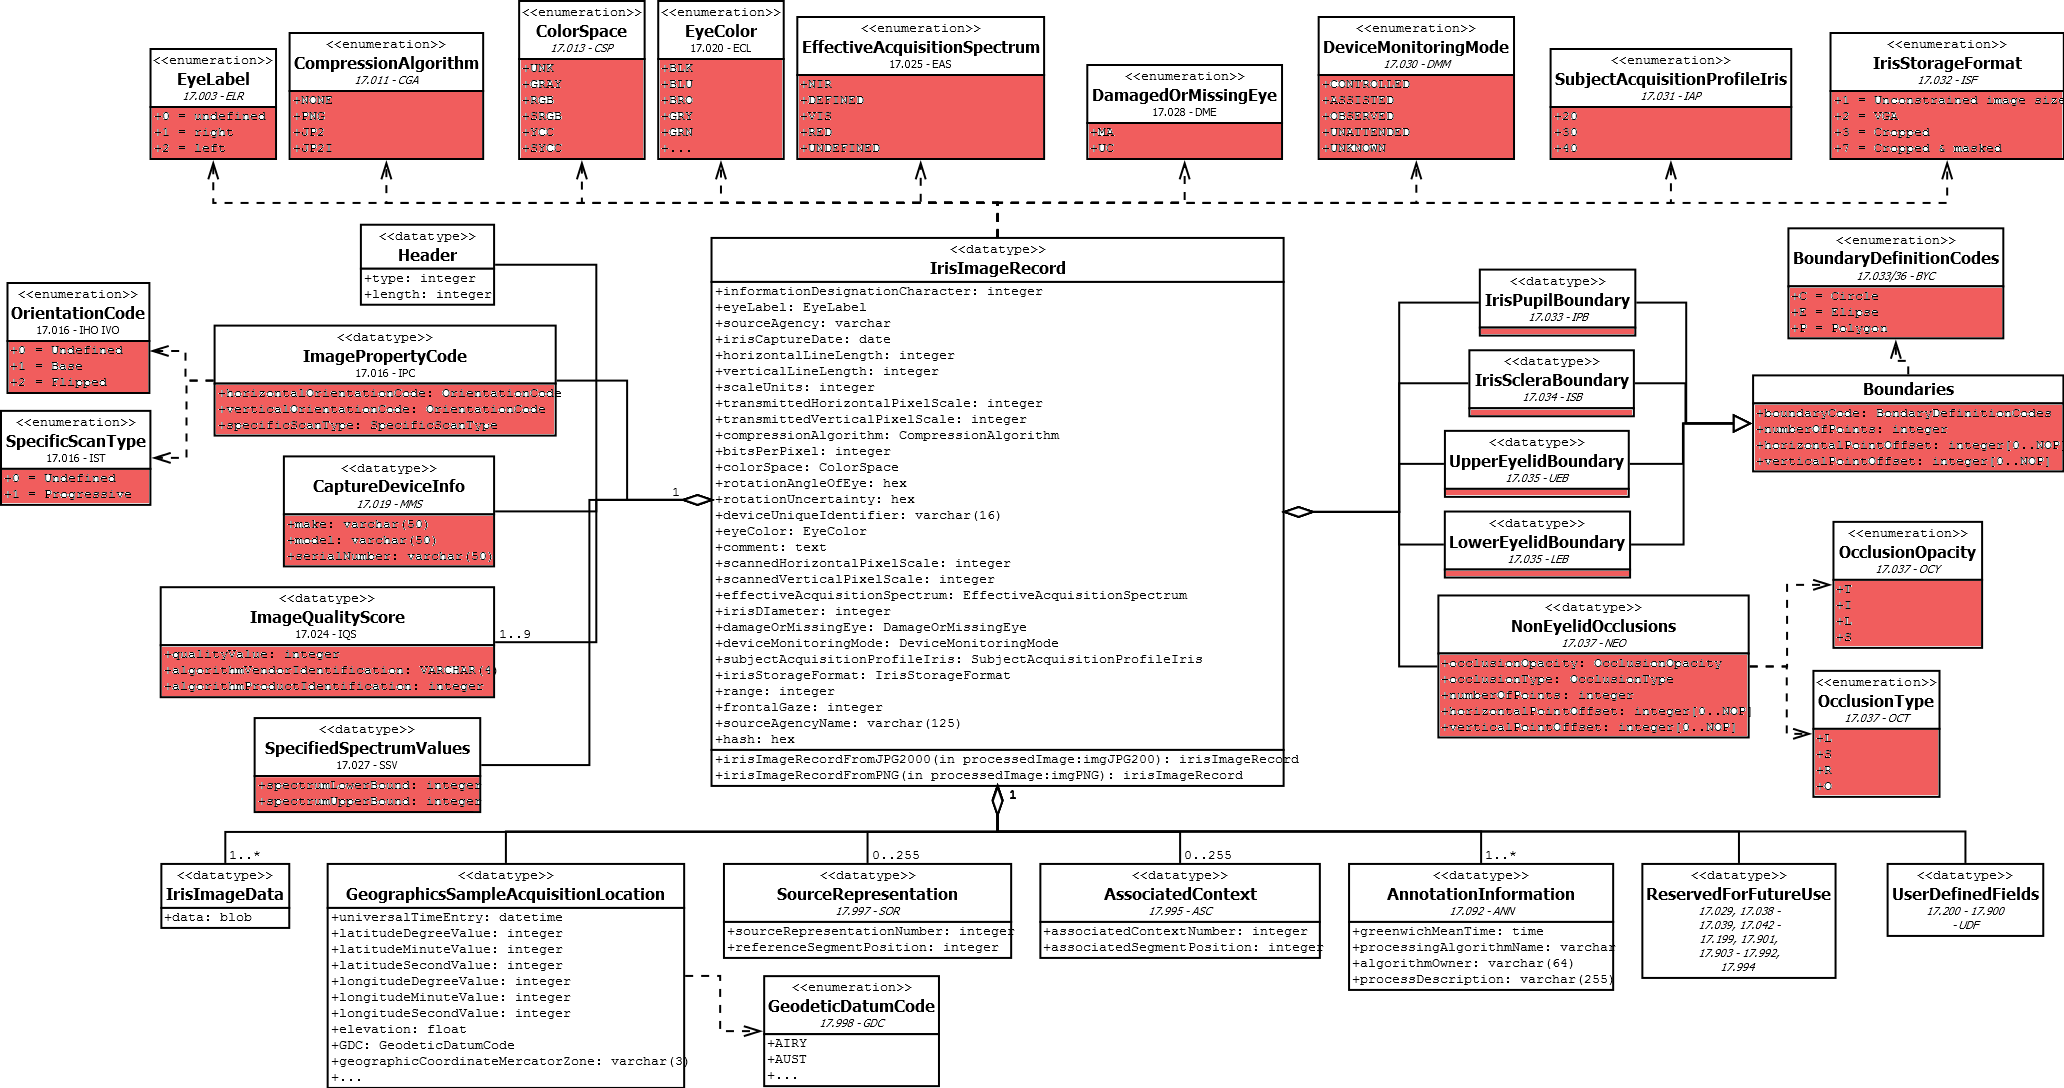 <<enumeration>>
EyeLabel
17.003 - ELR
+0 = undefined
+1 = right
+2 = left
<<enumeration>>
CompressionAlgorithm
17.011 - CGA
+NONE
+PNG
+JP2
+JP2I
<<enumeration>>
ColorSpace
17.013 - CSP
+UNK
+GRAY
+RGB
+SRGB
+YCC
+SYCC
<<enumeration>>
EyeColor
17.020 - ECL
+BLK
+BLU
+BRO
+GRY
+GRN
+...
<<enumeration>>
EffectiveAcquisitionSpectrum
17.025 - EAS
+NIR
+DEFINED
+VIS
+RED
+UNDEFINED
<<enumeration>>
DamagedOrMissingEye
17.028 - DME
+MA
+UC
<<enumeration>>
DeviceMonitoringMode
17.030 - DMM
+CONTROLLED
+ASSISTED
+OBSERVED
+UNATTENDED
+UNKNOWN
<<enumeration>>
SubjectAcquisitionProfileIris
17.031 - IAP
+20
+30
+40
<<enumeration>>
IrisStorageFormat
17.032 - ISF
+1 = Unconstrained image size
+2 = VGA
+3 = Cropped
+7 = Cropped & masked
<<datatype>>
Header
+type: integer
+length: integer
<<enumeration>>
OrientationCode
17.016 - IHO IVO
+0 = Undefined
+1 = Base
+2 = Flipped
<<datatype>>
ImagePropertyCode
17.016 - IPC
+horizontalOrientationCode: OrientationCode
+verticalOrientationCode: OrientationCode
+specificScanType: SpecificScanType
<<enumeration>>
SpecificScanType
17.016 - IST
+0 = Undefined
+1 = Progressive
<<datatype>>
CaptureDeviceInfo
17.019 - MMS
+make: varchar(50)
+model: varchar(50)
+serialNumber: varchar(50)
<<datatype>>
ImageQualityScore
17.024 - IQS
+qualityValue: integer
+algorithmVendorIdentification: VARCHAR(4)
+algorithmProductIdentification: integer
1..9
<<datatype>>
SpecifiedSpectrumValues
17.027 - SSV
+spectrumLowerBound: integer
+spectrumUpperBound: integer
1
<<datatype>>
IrisImageRecord
+informationDesignationCharacter: integer
+eyeLabel: EyeLabel
+sourceAgency: varchar
+irisCaptureDate: date
+horizontalLineLength: integer
+verticalLineLength: integer
+scaleUnits: integer
+transmittedHorizontalPixelScale: integer
+transmittedVerticalPixelScale: integer
+compressionAlgorithm: CompressionAlgorithm
+bitsPerPixel: integer
+colorSpace: ColorSpace
+rotationAngleOfEye: hex
+rotationUncertainty: hex
+deviceUniqueIdentifier: varchar(16)
+eyeColor: EyeColor
+comment: text
+scannedHorizontalPixelScale: integer
+scannedVerticalPixelScale: integer
+effectiveAcquisitionSpectrum: EffectiveAcquisitionSpectrum
+irisDIameter: integer
+damageOrMissingEye: DamageOrMissingEye
+deviceMonitoringMode: DeviceMonitoringMode
+subjectAcquisitionProfileIris: SubjectAcquisitionProfileIris
+irisStorageFormat: IrisStorageFormat
+range: integer
+frontalGaze: integer
+sourceAgencyName: varchar(125)
+hash: hex
+irisImageRecordFromJPG2000(in processedImage:imgJPG200): irisImageRecord
+irisImageRecordFromPNG(in processedImage:imgPNG): irisImageRecord
1
<<datatype>>
IrisPupilBoundary
17.033 - IPB
<<datatype>>
IrisScleraBoundary
17.034 - ISB
<<datatype>>
UpperEyelidBoundary
17.035 - UEB
<<datatype>>
LowerEyelidBoundary
17.035 - LEB
<<enumeration>>
BoundaryDefinitionCodes
17.033/36 - BYC
+C = Circle
+E = Elipse
+P = Polygon
Boundaries
+boundaryCode: BondaryDefinitionCodes
+numberOfPoints: integer
+horizontalPointOffset: integer[0..NOP]
+verticalPointOffset: integer[0..NOP]
<<datatype>>
NonEyelidOcclusions
17.037 - NEO
+occlusionOpacity: OcclusionOpacity
+occlusionType: OcclusionType
+numberOfPoints: integer
+horizontalPointOffset: integer[0..NOP]
+verticalPointOffset: integer[0..NOP]
<<enumeration>>
OcclusionOpacity
17.037 - OCY
+T
+I
+L
+S
<<enumeration>>
OcclusionType
17.037 - OCT
+L
+S
+R
+O
1..*
<<datatype>>
IrisImageData
+data: blob
<<datatype>>
GeographicsSampleAcquisitionLocation
+universalTimeEntry: datetime
+latitudeDegreeValue: integer
+latitudeMinuteValue: integer
+latitudeSecondValue: integer
+longitudeDegreeValue: integer
+longitudeMinuteValue: integer
+longitudeSecondValue: integer
+elevation: float
+GDC: GeodeticDatumCode
+geographicCoordinateMercatorZone: varchar(3)
+...
<<enumeration>>
GeodeticDatumCode
17.998 - GDC
+AIRY
+AUST
+...
0..255
<<datatype>>
SourceRepresentation
17.997 - SOR
+sourceRepresentationNumber: integer
+referenceSegmentPosition: integer
0..255
<<datatype>>
AssociatedContext
17.995 - ASC
+associatedContextNumber: integer
+associatedSegmentPosition: integer
1..*
<<datatype>>
AnnotationInformation
17.092 - ANN
+greenwichMeanTime: time
+processingAlgorithmName: varchar
+algorithmOwner: varchar(64)
+processDescription: varchar(255)
<<datatype>>
ReservedForFutureUse
17.029, 17.038 -
17.039, 17.042 -
17.199, 17.901,
17.903 - 17.992,
17.994
<<datatype>>
UserDefinedFields
17.200 - 17.900
- UDF